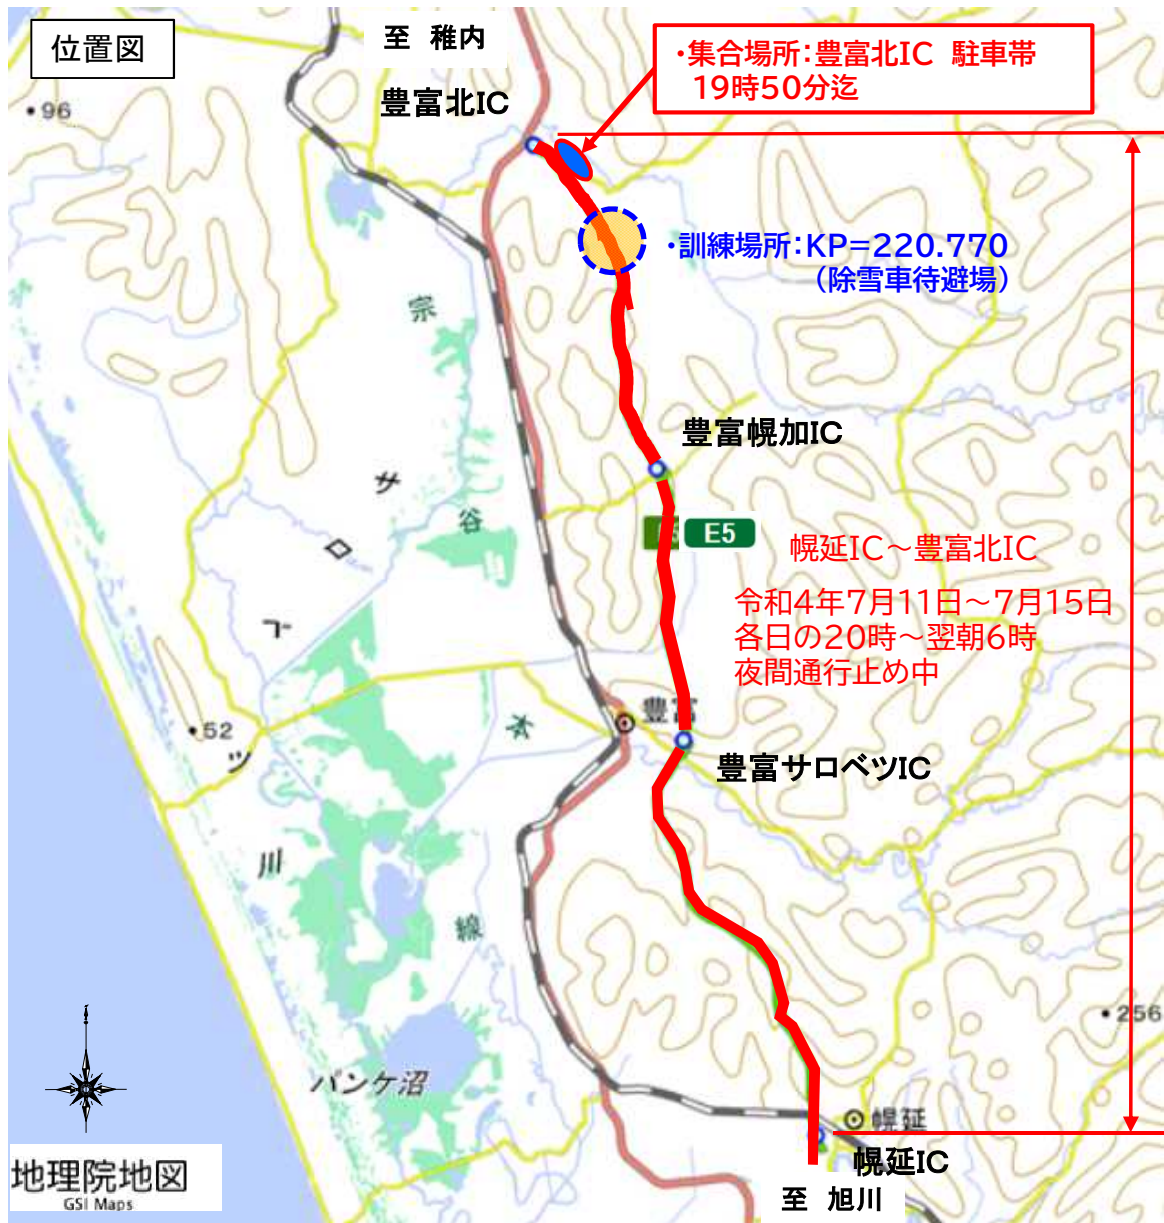 位置図
至 稚内
豊富北IC
・集合場所：豊富北IC 駐車帯
19時50分迄
・96
・訓練場所：KP=220.770
（除雪車待避場）
宗
谷
本
線
サ
ロ
ベ
ツ
川
豊富幌加IC
E5
幌延IC～豊富北IC
令和4年7月11日～7月15日
各日の20時～翌朝6時
夜間通行止め中
豊富
・52
豊富サロベツIC
・256
パンケ沼
幌延
幌延IC
至 旭川
地理院地図
GSI Maps